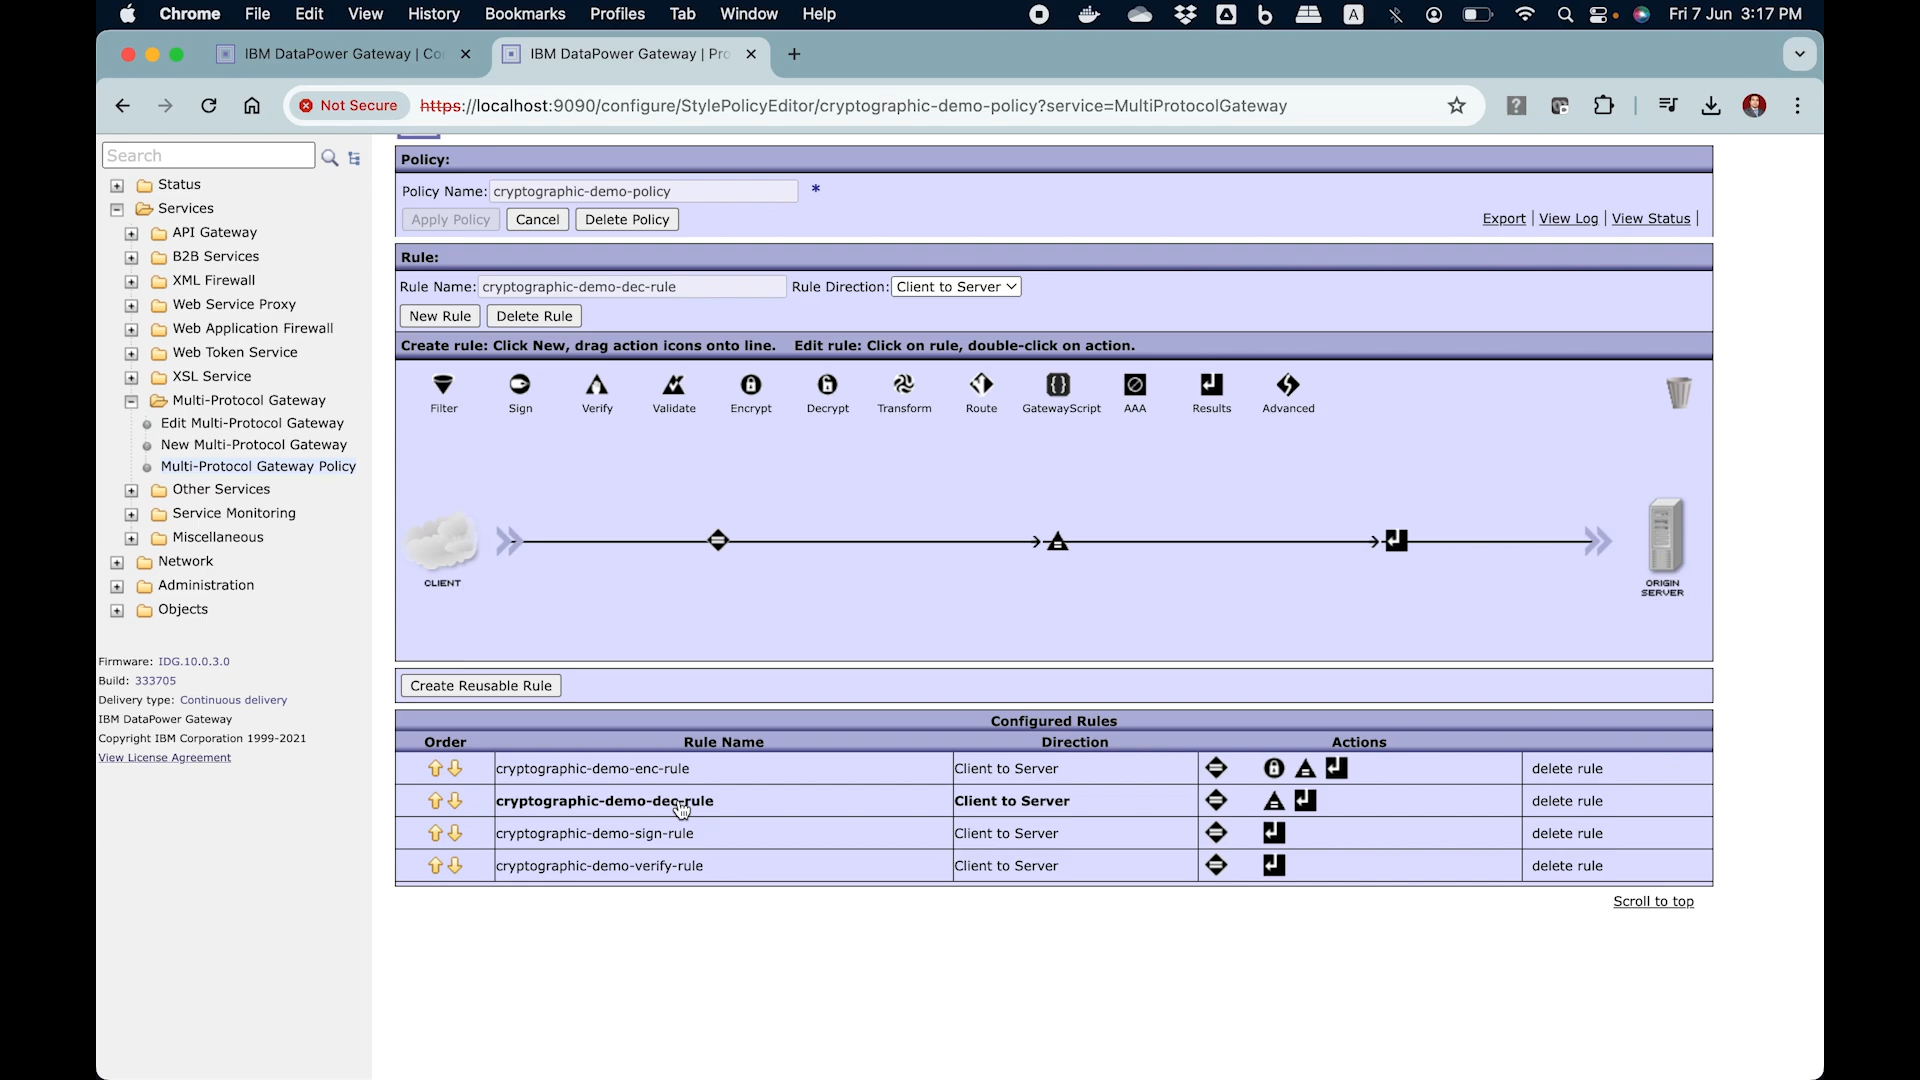 Chrome File Edit View History Bookmarks Profiles Tab Window Help Fri 7 Jun 3:17 PM
IBM DataPower Gateway | Co IBM DataPower Gateway | Pro
Not Secure https://localhost:9090/configure/StylePolicyEditor/cryptographic-demo-policy?service=MultiProtocolGateway
Search
Status
Services
API Gateway
B2B Services
XML Firewall
Web Service Proxy
Web Application Firewall
Web Token Service
XSL Service
Multi-Protocol Gateway
Edit Multi-Protocol Gateway
New Multi-Protocol Gateway
Multi-Protocol Gateway Policy
Other Services
Service Monitoring
Miscellaneous
Network
Administration
Objects
Firmware: IDG.10.0.3.0
Build: 333705
Delivery type: Continuous delivery
IBM DataPower Gateway
Copyright IBM Corporation 1999-2021
View License Agreement
Policy:
Policy Name: cryptographic-demo-policy *
Apply Policy Cancel Delete Policy Export | View Log | View Status |
Rule:
Rule Name: cryptographic-demo-dec-rule Rule Direction: Client to Server
New Rule Delete Rule
Create rule: Click New, drag action icons onto line. Edit rule: Click on rule, double-click on action.
Filter Sign Verify Validate Encrypt Decrypt Transform Route GatewayScript AAA Results Advanced
CLIENT
ORIGIN
SERVER
Create Reusable Rule
Configured Rules
Order Rule Name Direction Actions
cryptographic-demo-enc-rule Client to Server delete rule
cryptographic-demo-dec-rule Client to Server delete rule
cryptographic-demo-sign-rule Client to Server delete rule
cryptographic-demo-verify-rule Client to Server delete rule
Scroll to top